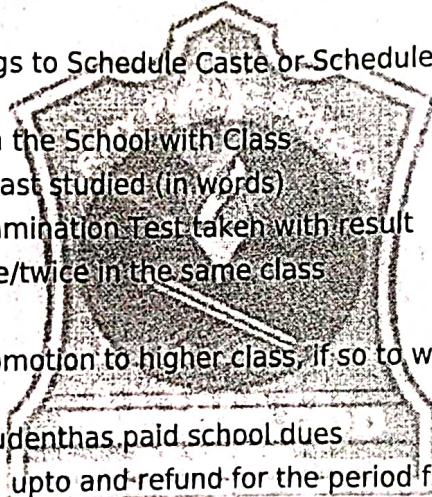 gs to Schedule Caste or Schedule
the School with Class
ast studied (in words)
mination Test taken with result
e/twice in the same class
omotion to higher class, if so to w
udenthas paid school dues
upto and refund for the period f